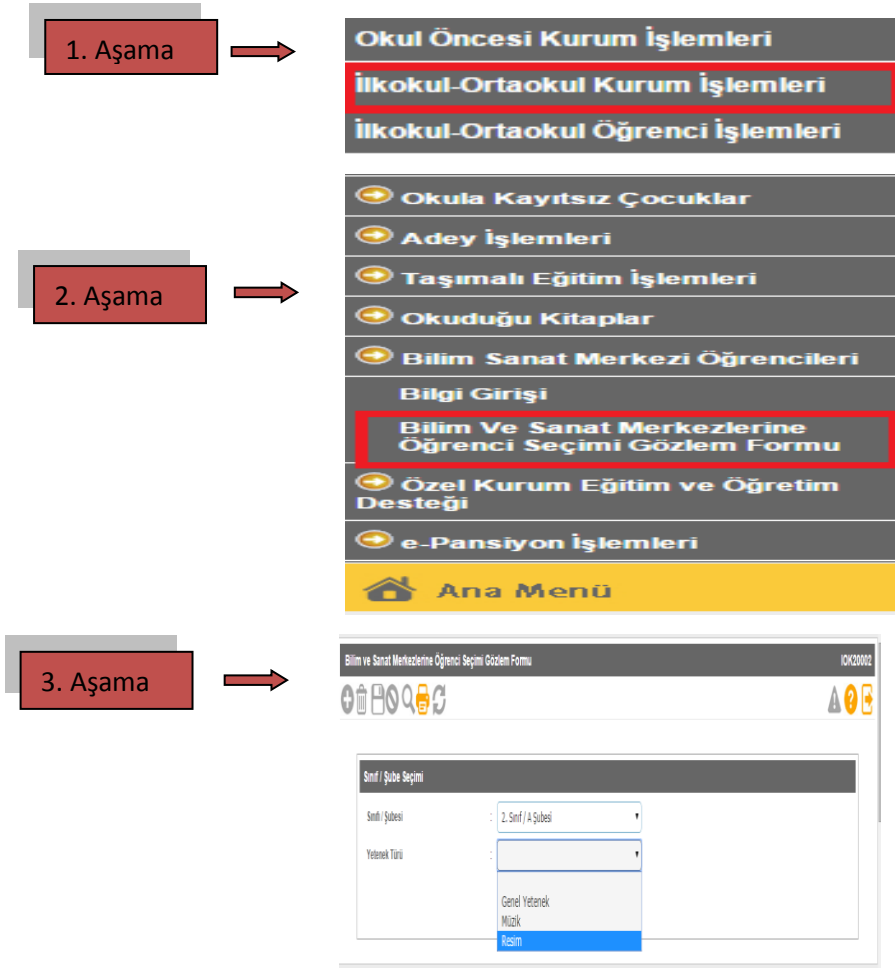 1. Aşama
Okul Öncesi Kurum İşlemleri
İlkokul-Ortaokul Kurum İşlemleri
İlkokul-Ortaokul Öğrenci İşlemleri
2. Aşama
Okula Kayıtsız Çocuklar
Adey İşlemleri
Taşımalı Eğitim İşlemleri
Okuduğu Kitaplar
Bilim Sanat Merkezi Öğrencileri
Bilgi Girişi
Bilim Ve Sanat Merkezlerine
Öğrenci Seçimi Gözlem Formu
Özel Kurum Eğitim ve Öğretim
Desteği
e-Pansiyon İşlemleri
Ana Menü
3. Aşama
Bilim ve Sanat Merkezlerine Öğrenci Seçimi Gözlem Formu IOK20002
Sınıf / Şube Seçimi
Sınıfı / Şubesi : 2. Sınıf / A Şubesi
Yetenek Türü :
Genel Yetenek
Müzik
Resim